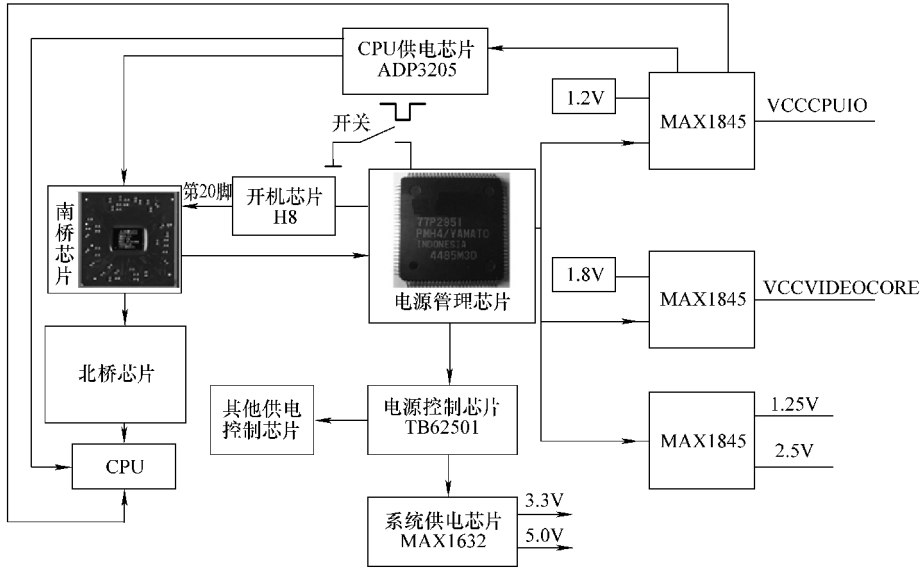 CPU供电芯片
ADP3205
1.2V
MAX1845
VCCCPUIO
开关
第20脚
开机芯片
H8
南桥芯片
77P2951
PMH4/YAMATO
INDONESIA
4485M30
电源管理芯片
1.8V
MAX1845
VCCVIDEOCORE
北桥芯片
其他供电
控制芯片
电源控制芯片
TB62501
MAX1845
1.25V
2.5V
CPU
系统供电芯片
MAX1632
3.3V
5.0V